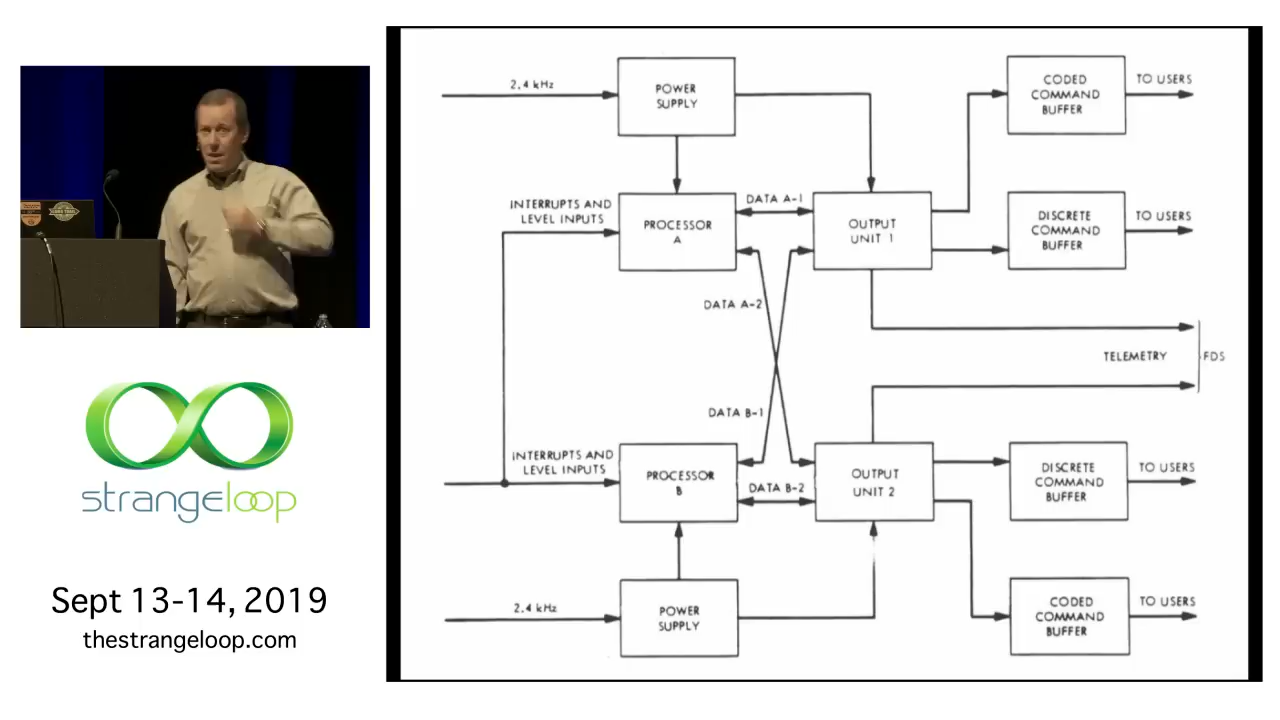 strangeloop
Sept 13-14, 2019
thestrangeloop.com
2.4 kHz
POWER
SUPPLY
CODED
COMMAND
BUFFER
TO USERS
INTERRUPTS AND
LEVEL INPUTS
PROCESSOR
A
DATA A-1
OUTPUT
UNIT 1
DISCRETE
COMMAND
BUFFER
TO USERS
DATA A-2
TELEMETRY
FDS
DATA B-1
INTERRUPTS AND
LEVEL INPUTS
PROCESSOR
B
DATA B-2
OUTPUT
UNIT 2
DISCRETE
COMMAND
BUFFER
TO USERS
2.4 kHz
POWER
SUPPLY
CODED
COMMAND
BUFFER
TO USERS